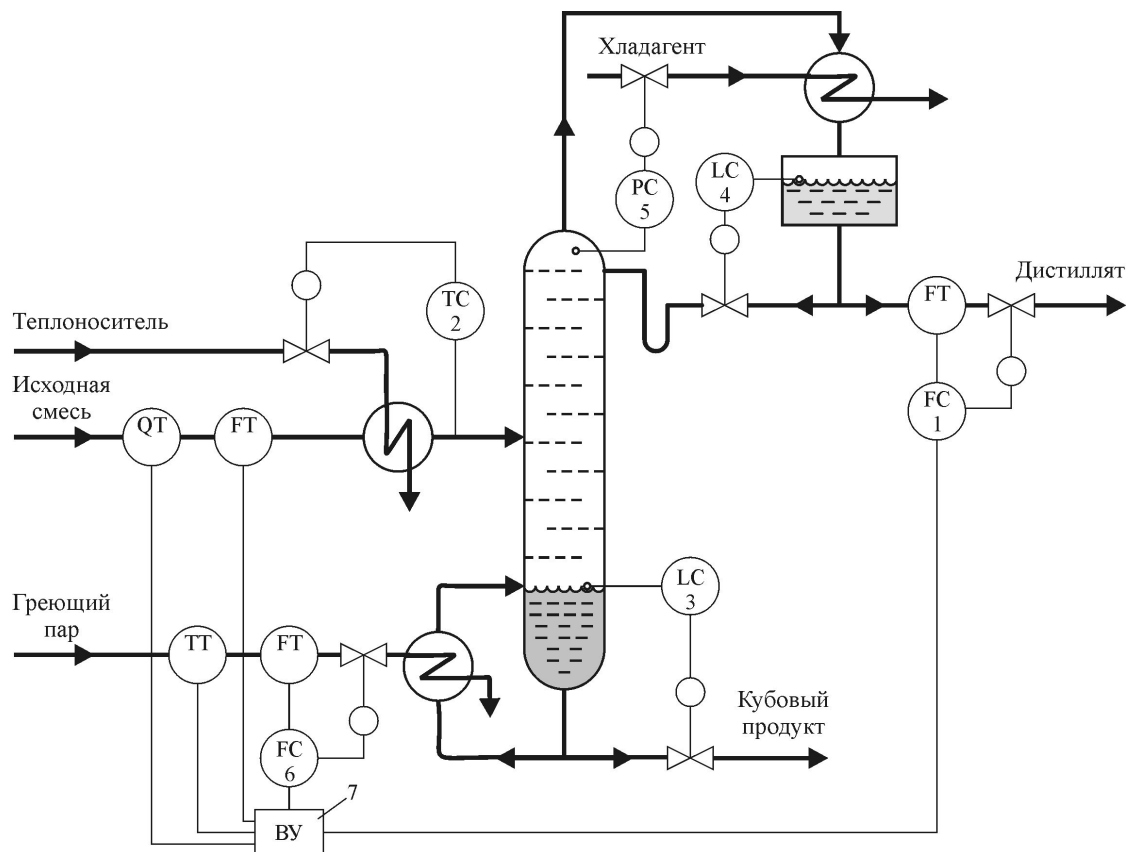 Хладагент
LC
4
PC
5
Дистиллят
FT
TC
2
Теплоноситель
Исходная
смесь
FC
1
QT
FT
LC
3
Греющий
пар
TT
FT
Кубовый
продукт
FC
6
7
ВУ